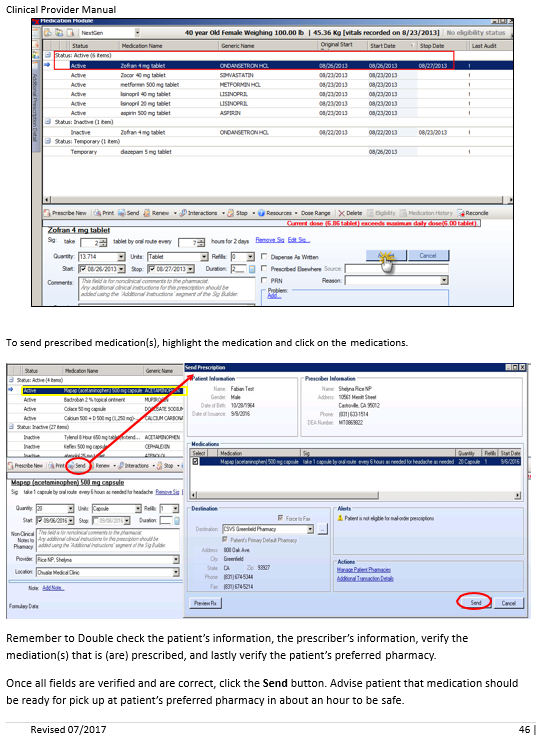 Clinical Provider Manual
Medication Module
NextGen
40 year Old Female Weighing 100.00 lb | 45.36 Kg [vitals recorded on 8/23/2013] No eligibility status
Status Medication Name Generic Name Original Start Start Date Stop Date Last Audit
Status: Active (6 items)
Active Zofran 4 mg tablet ONDANSETRON HCL 08/26/2013 08/26/2013 08/27/2013
Active Zocor 40 mg tablet SIMVASTATIN 08/23/2013 08/23/2013
Active metformin 500 mg tablet METFORMIN HCL 08/23/2013 08/23/2013
Active lisinopril 40 mg tablet LISINOPRIL 08/23/2013 08/23/2013
Active lisinopril 20 mg tablet LISINOPRIL 08/23/2013 08/23/2013
Active aspirin 500 mg tablet ASPIRIN 08/23/2013 08/23/2013
Status: Inactive (1 item)
Inactive Zofran 4 mg tablet ONDANSETRON HCL 08/22/2013 08/22/2013 08/23/2013
Status: Temporary (1 item)
Temporary diazepam 5 mg tablet 08/26/2013
Additional Prescription Detail
Prescribe New Print Send Renew Interactions Stop Resources Dose Range Delete Eligibility Medication History Reconcile
Current dose (6.86 tablet) exceeds maximum daily dose(6.00 tablet)
Zofran 4 mg tablet
Sig: take 2 tablet by oral route every 7 hours for 2 days Remove Sig Edit Sig...
Quantity: 13.714 Units: Tablet Refills: 0 Dispense As Written Cancel
Start: 08/26/2013 Stop: 08/27/2013 Duration: 2 Prescribed Elsewhere Source:
Comments: This field is for nonclinical comments to the pharmacist. PRN Reason:
Any additional clinical instructions for this prescription should be
added using the 'Additional Instructions' segment of the Sig Builder.
Problem:
Add...
To send prescribed medication(s), highlight the medication and click on the medications.
Status Medication Name Generic Name
Status: Active (4 items)
Active Mapap (acetaminophen) 500 mg capsule ACETAMINOPHEN
Active Bactroban 2 % topical ointment MUPIROCIN
Active Colace 50 mg capsule DOCUSATE SODIUM
Active Calcium 500 + D 500 mg (1,250 mg)-... CALCIUM CARBONA
Status: Inactive (27 items)
Inactive Tylenol 8 Hour 650 mg tablet,extend... ACETAMINOPHEN
Inactive Keflex 500 mg capsule CEPHALEXIN
Inactive atenolol 25 mg tablet ATENOLOL
Prescribe New Print Send Renew Interactions Stop
Mapap (acetaminophen) 500 mg capsule
Sig: take 1 capsule by oral route every 6 hours as needed for headache Remove Sig
Quantity: 20 Units: Capsule Refills: 1
Start: 09/06/2016 Stop: 09/06/2016 Duration:
Non-Clinical Notes to Pharmacy: This field is for nonclinical comments to the pharmacist.
Any additional clinical instructions for this prescription should be
added using the 'Additional Instructions' segment of the Sig Builder.
Provider: Rice NP, Shelyna
Location: Chualar Medical Clinic
Note: Add Note...
Formulary Data:
Send Prescription
Patient Information
Name: Fabian Test
Gender: Male
Date of Birth: 10/28/1964
Date of Issuance: 9/8/2016
Prescriber Information
Name: Shelyna Rice NP
Address: 10561 Merritt Street
Castroville, CA 95012
Phone: (831) 633-1514
DEA Number: MT0869822
Medications
Select Medication Sig Quantity Refills Start Date
Mapap (acetaminophen) 500 mg capsule take 1 capsule by oral route every 6 hours as needed for headache as needed 20 Capsule 1 9/6/2016
Destination
Force to Fax
Destination: CSVS Greenfield Pharmacy
Patient's Primary Default Pharmacy
Address: 808 Oak Ave.
City: Greenfield
State: CA Zip: 93927
Phone: (831) 674-5344
Fax: (831) 674-5214
Alerts
Patient is not eligible for mail-order prescriptions
Actions
Manage Patient Pharmacies
Additional Transaction Details
Preview Rx Send Cancel
Remember to Double check the patient's information, the prescriber's information, verify the
mediation(s) that is (are) prescribed, and lastly verify the patient's preferred pharmacy.
Once all fields are verified and are correct, click the Send button. Advise patient that medication should
be ready for pick up at patient's preferred pharmacy in about an hour to be safe.
Revised 07/2017 46 |